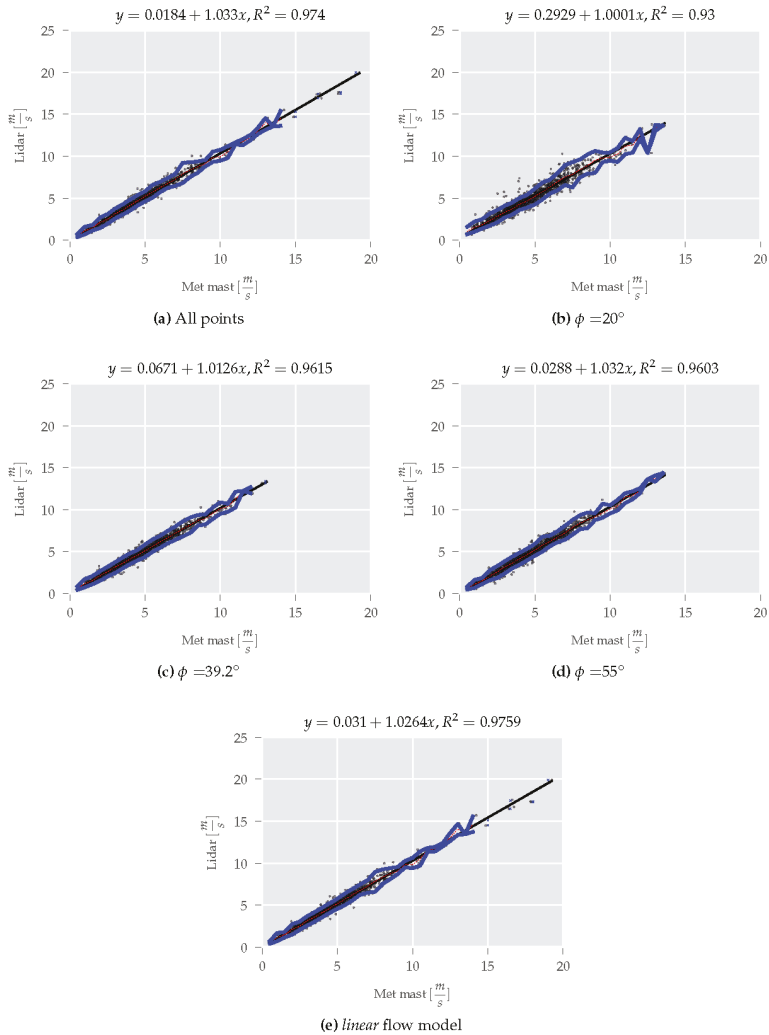 y = 0.0184 + 1.033x, R² = 0.974
25
20
15
10
5
0
Lidar [m/s]
0 5 10 15 20
Met mast [m/s]
(a) All points
y = 0.2929 + 1.0001x, R² = 0.93
25
20
15
10
5
0
Lidar [m/s]
0 5 10 15 20
Met mast [m/s]
(b) ϕ =20°
y = 0.0671 + 1.0126x, R² = 0.9615
25
20
15
10
5
0
Lidar [m/s]
0 5 10 15 20
Met mast [m/s]
(c) ϕ =39.2°
y = 0.0288 + 1.032x, R² = 0.9603
25
20
15
10
5
0
Lidar [m/s]
0 5 10 15 20
Met mast [m/s]
(d) ϕ =55°
y = 0.031 + 1.0264x, R² = 0.9759
25
20
15
10
5
0
Lidar [m/s]
0 5 10 15 20
Met mast [m/s]
(e) linear flow model